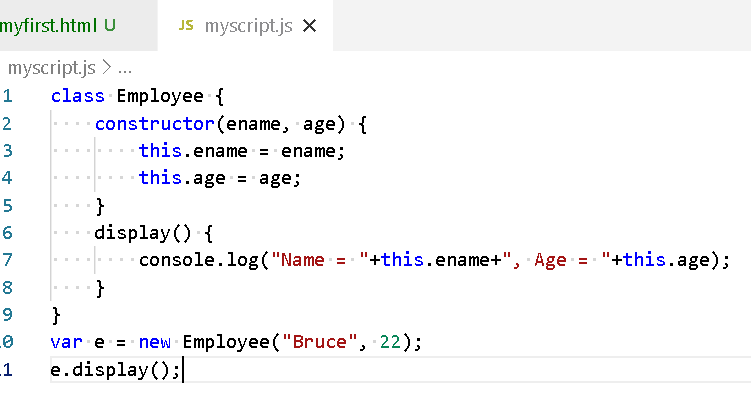 myfirst.html U JS myscript.js ×
myscript.js > ...
1 class Employee {
2     constructor(ename, age) {
3         this.ename = ename;
4         this.age = age;
5     }
6     display() {
7         console.log("Name = "+this.ename+", Age = "+this.age);
8     }
9 }
10 var e = new Employee("Bruce", 22);
11 e.display();